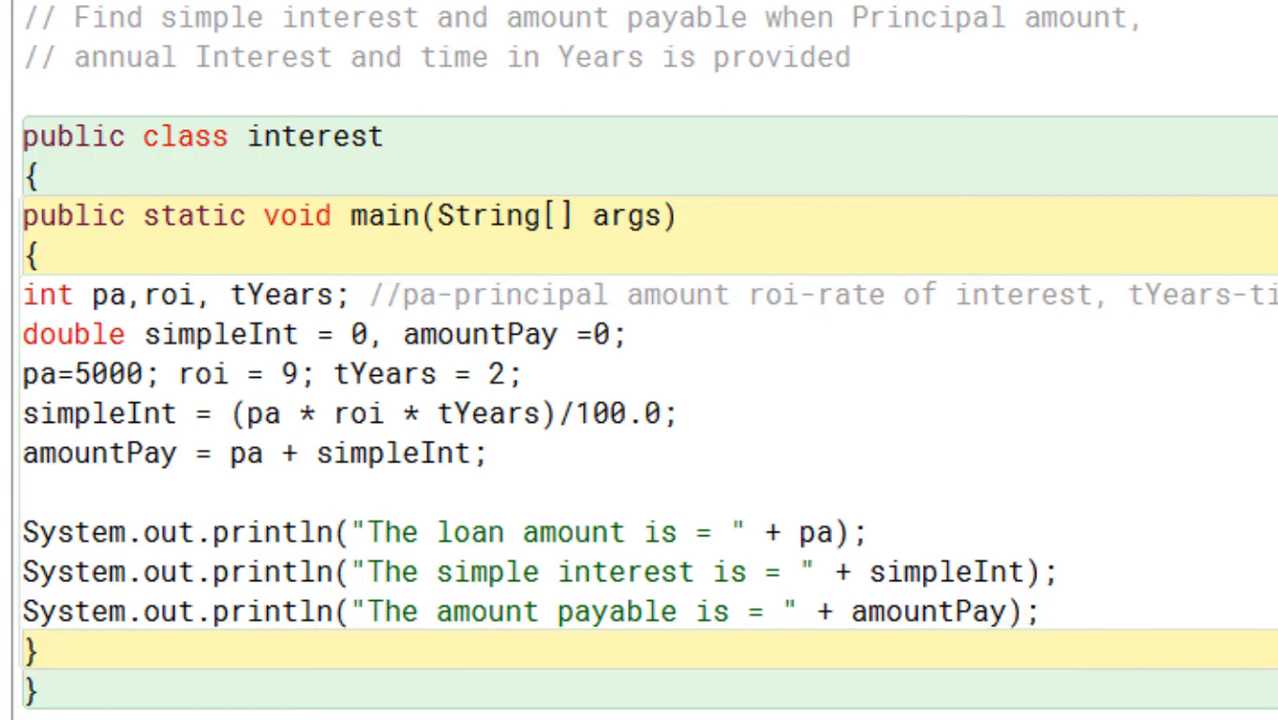 // Find simple interest and amount payable when Principal amount,
// annual Interest and time in Years is provided
public class interest
{
public static void main(String[] args)
{
int pa,roi, tYears; //pa-principal amount roi-rate of interest, tYears-ti
double simpleInt = 0, amountPay =0;
pa=5000; roi = 9; tYears = 2;
simpleInt = (pa * roi * tYears)/100.0;
amountPay = pa + simpleInt;
System.out.println("The loan amount is = " + pa);
System.out.println("The simple interest is = " + simpleInt);
System.out.println("The amount payable is = " + amountPay);
}
}